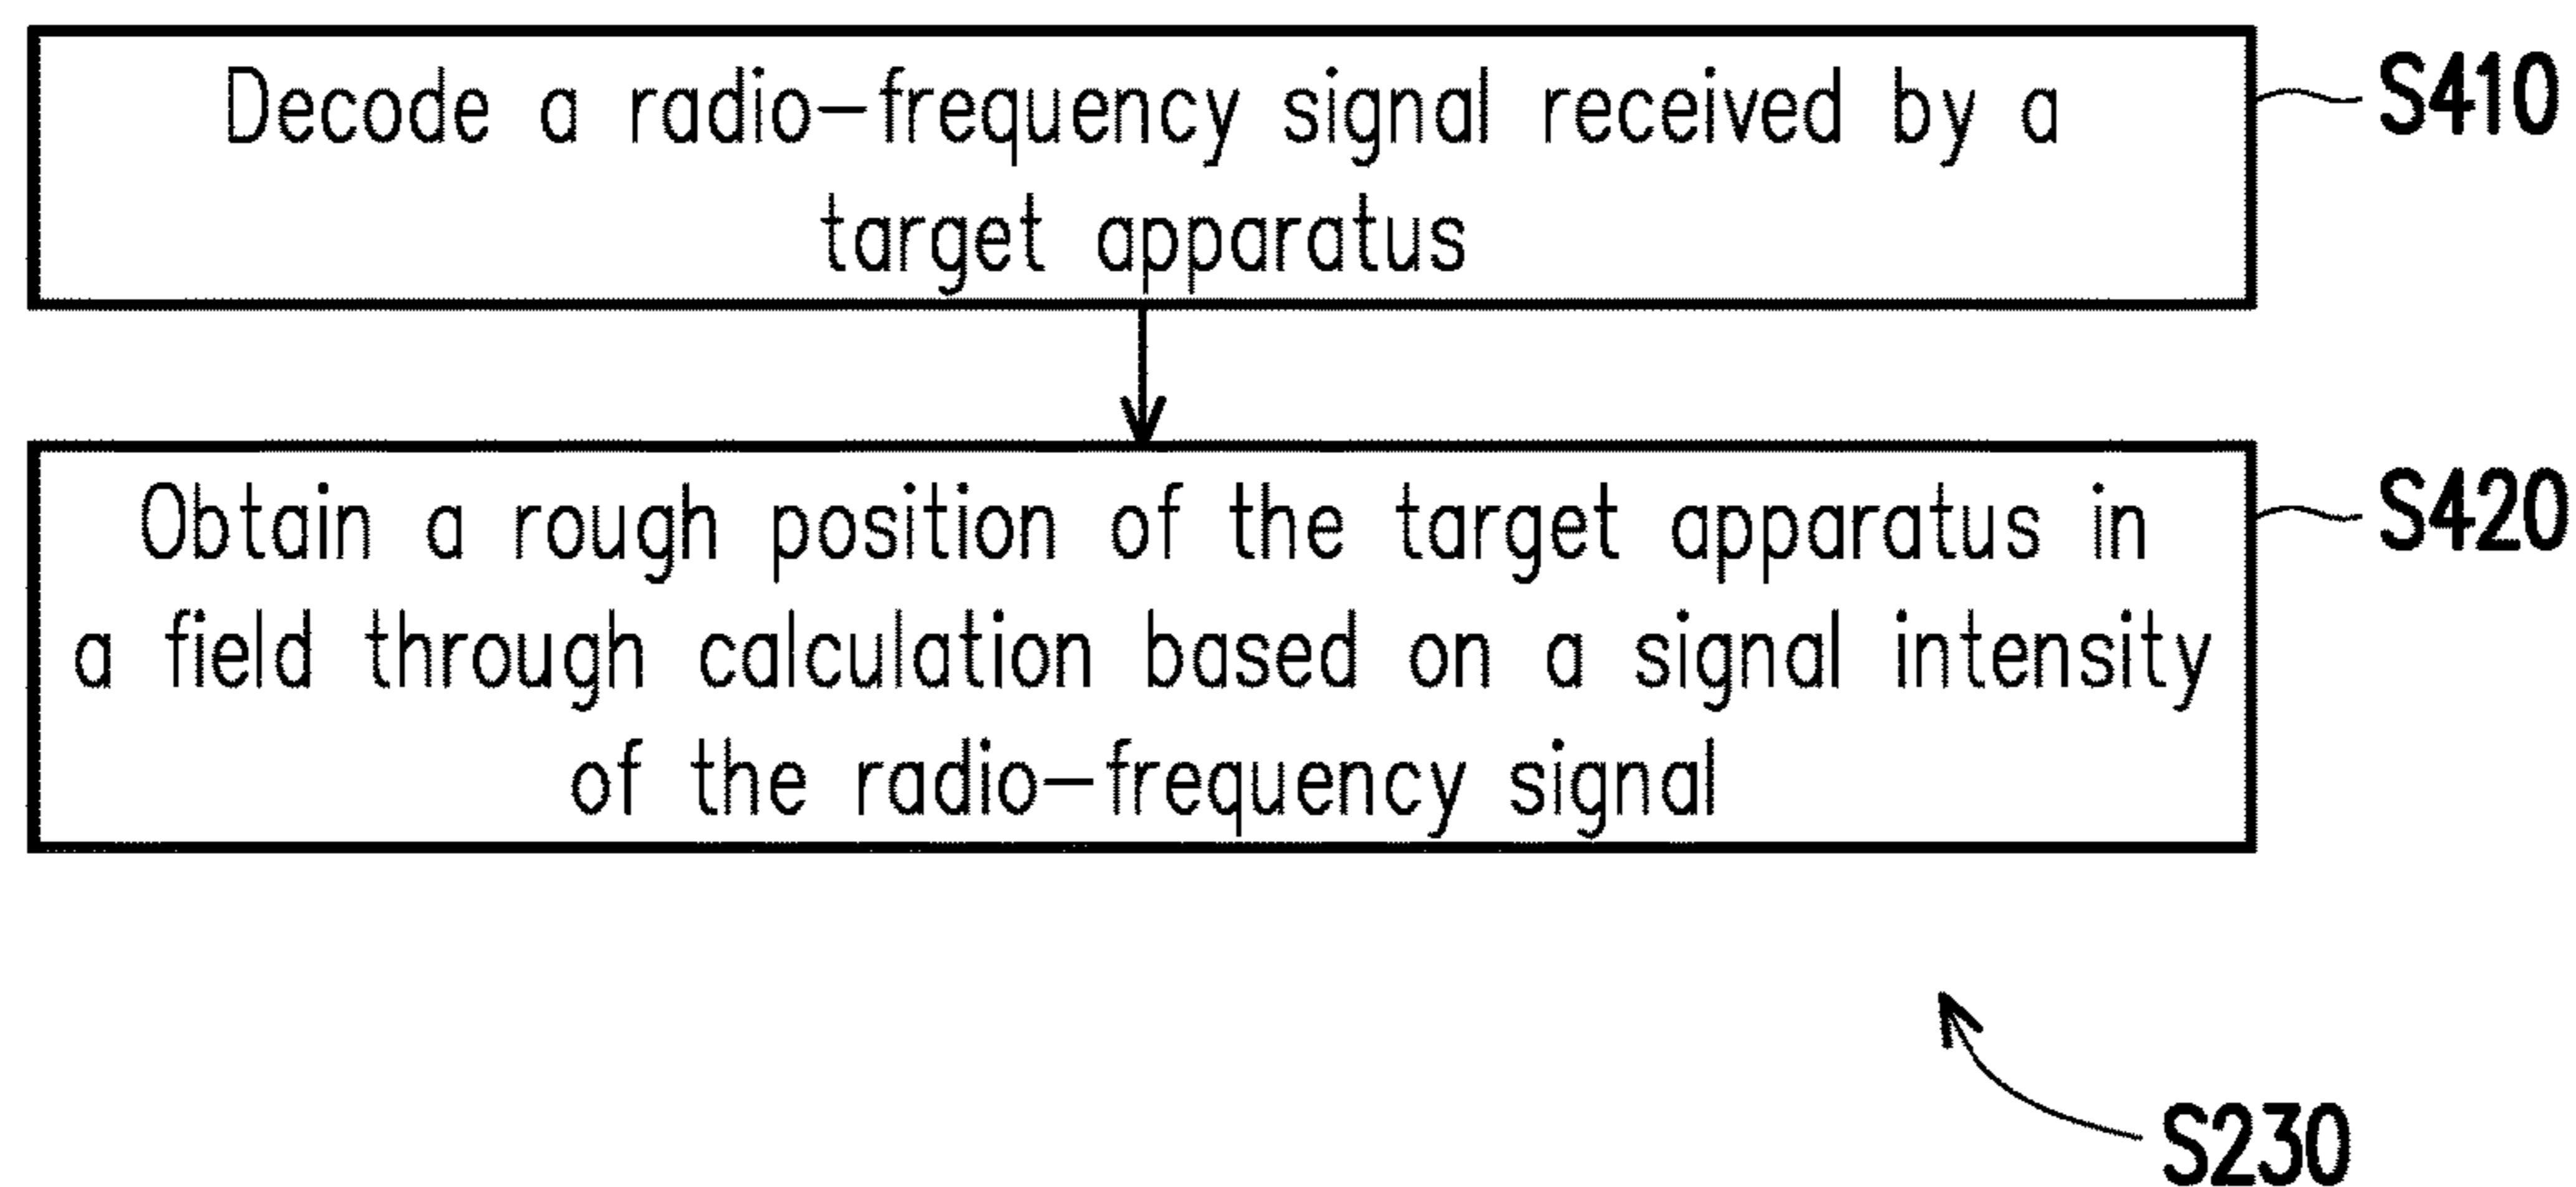 Decode a radio-frequency signal received by a
target apparatus
S410
Obtain a rough position of the target apparatus in
a field through calculation based on a signal intensity
of the radio-frequency signal
S420
S230